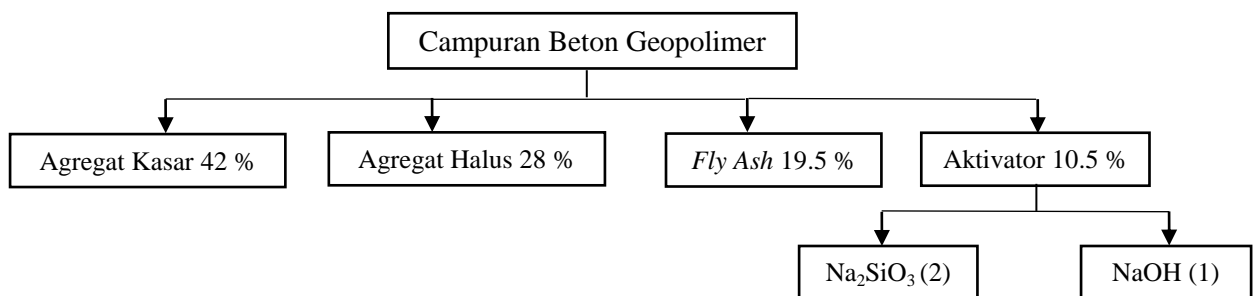 Campuran Beton Geopolimer
Agregat Kasar 42 %
Agregat Halus 28 %
Fly Ash 19.5 %
Aktivator 10.5 %
Na₂SiO₃ (2)
NaOH (1)